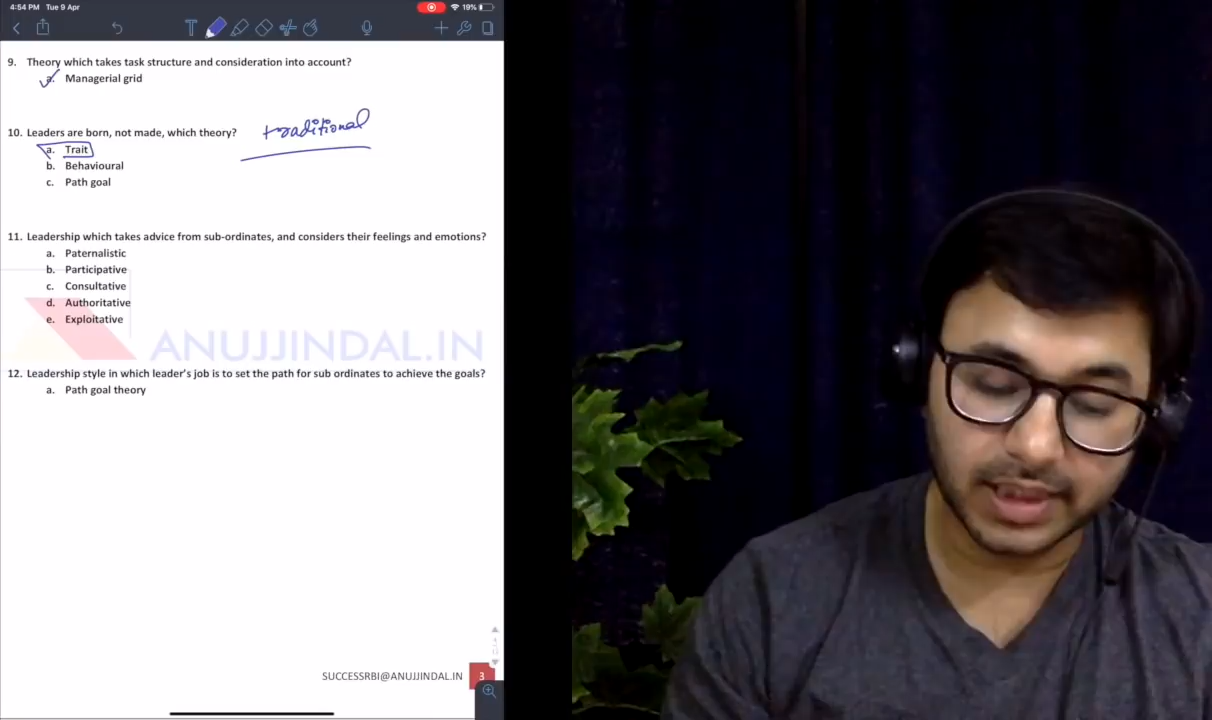 4:54 PM Tue 9 Apr
19%
T
9. Theory which takes task structure and consideration into account?
a. Managerial grid
10. Leaders are born, not made, which theory?
traditional
a. Trait
b. Behavioural
c. Path goal
11. Leadership which takes advice from sub-ordinates, and considers their feelings and emotions?
a. Paternalistic
b. Participative
c. Consultative
d. Authoritative
e. Exploitative
ANUJJINDAL.IN
12. Leadership style in which leader's job is to set the path for sub ordinates to achieve the goals?
a. Path goal theory
SUCCESSRBI@ANUJJINDAL.IN 3